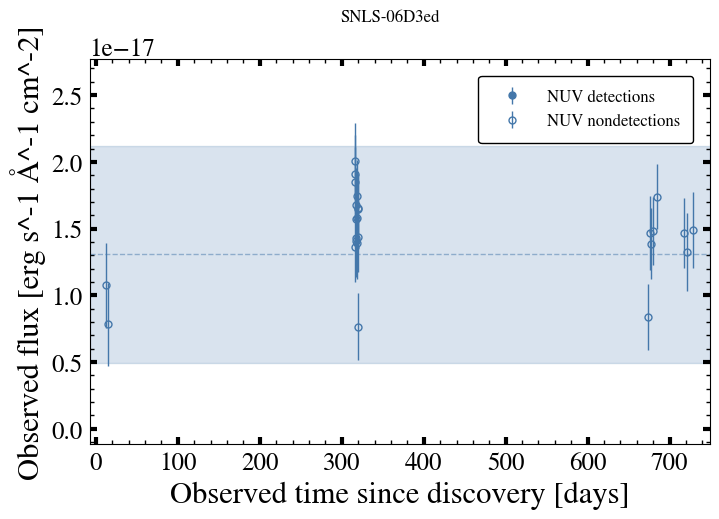 SNLS-06D3ed
1e−17
NUV detections
NUV nondetections
2.5
2.0
1.5
1.0
0.5
0.0
Observed flux [erg s^-1 Å^-1 cm^-2]
0 100 200 300 400 500 600 700
Observed time since discovery [days]